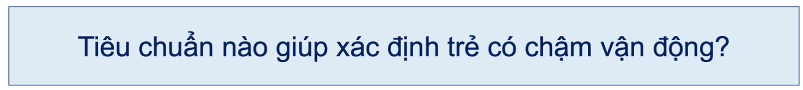 Tiêu chuẩn nào giúp xác định trẻ có chậm vận động?